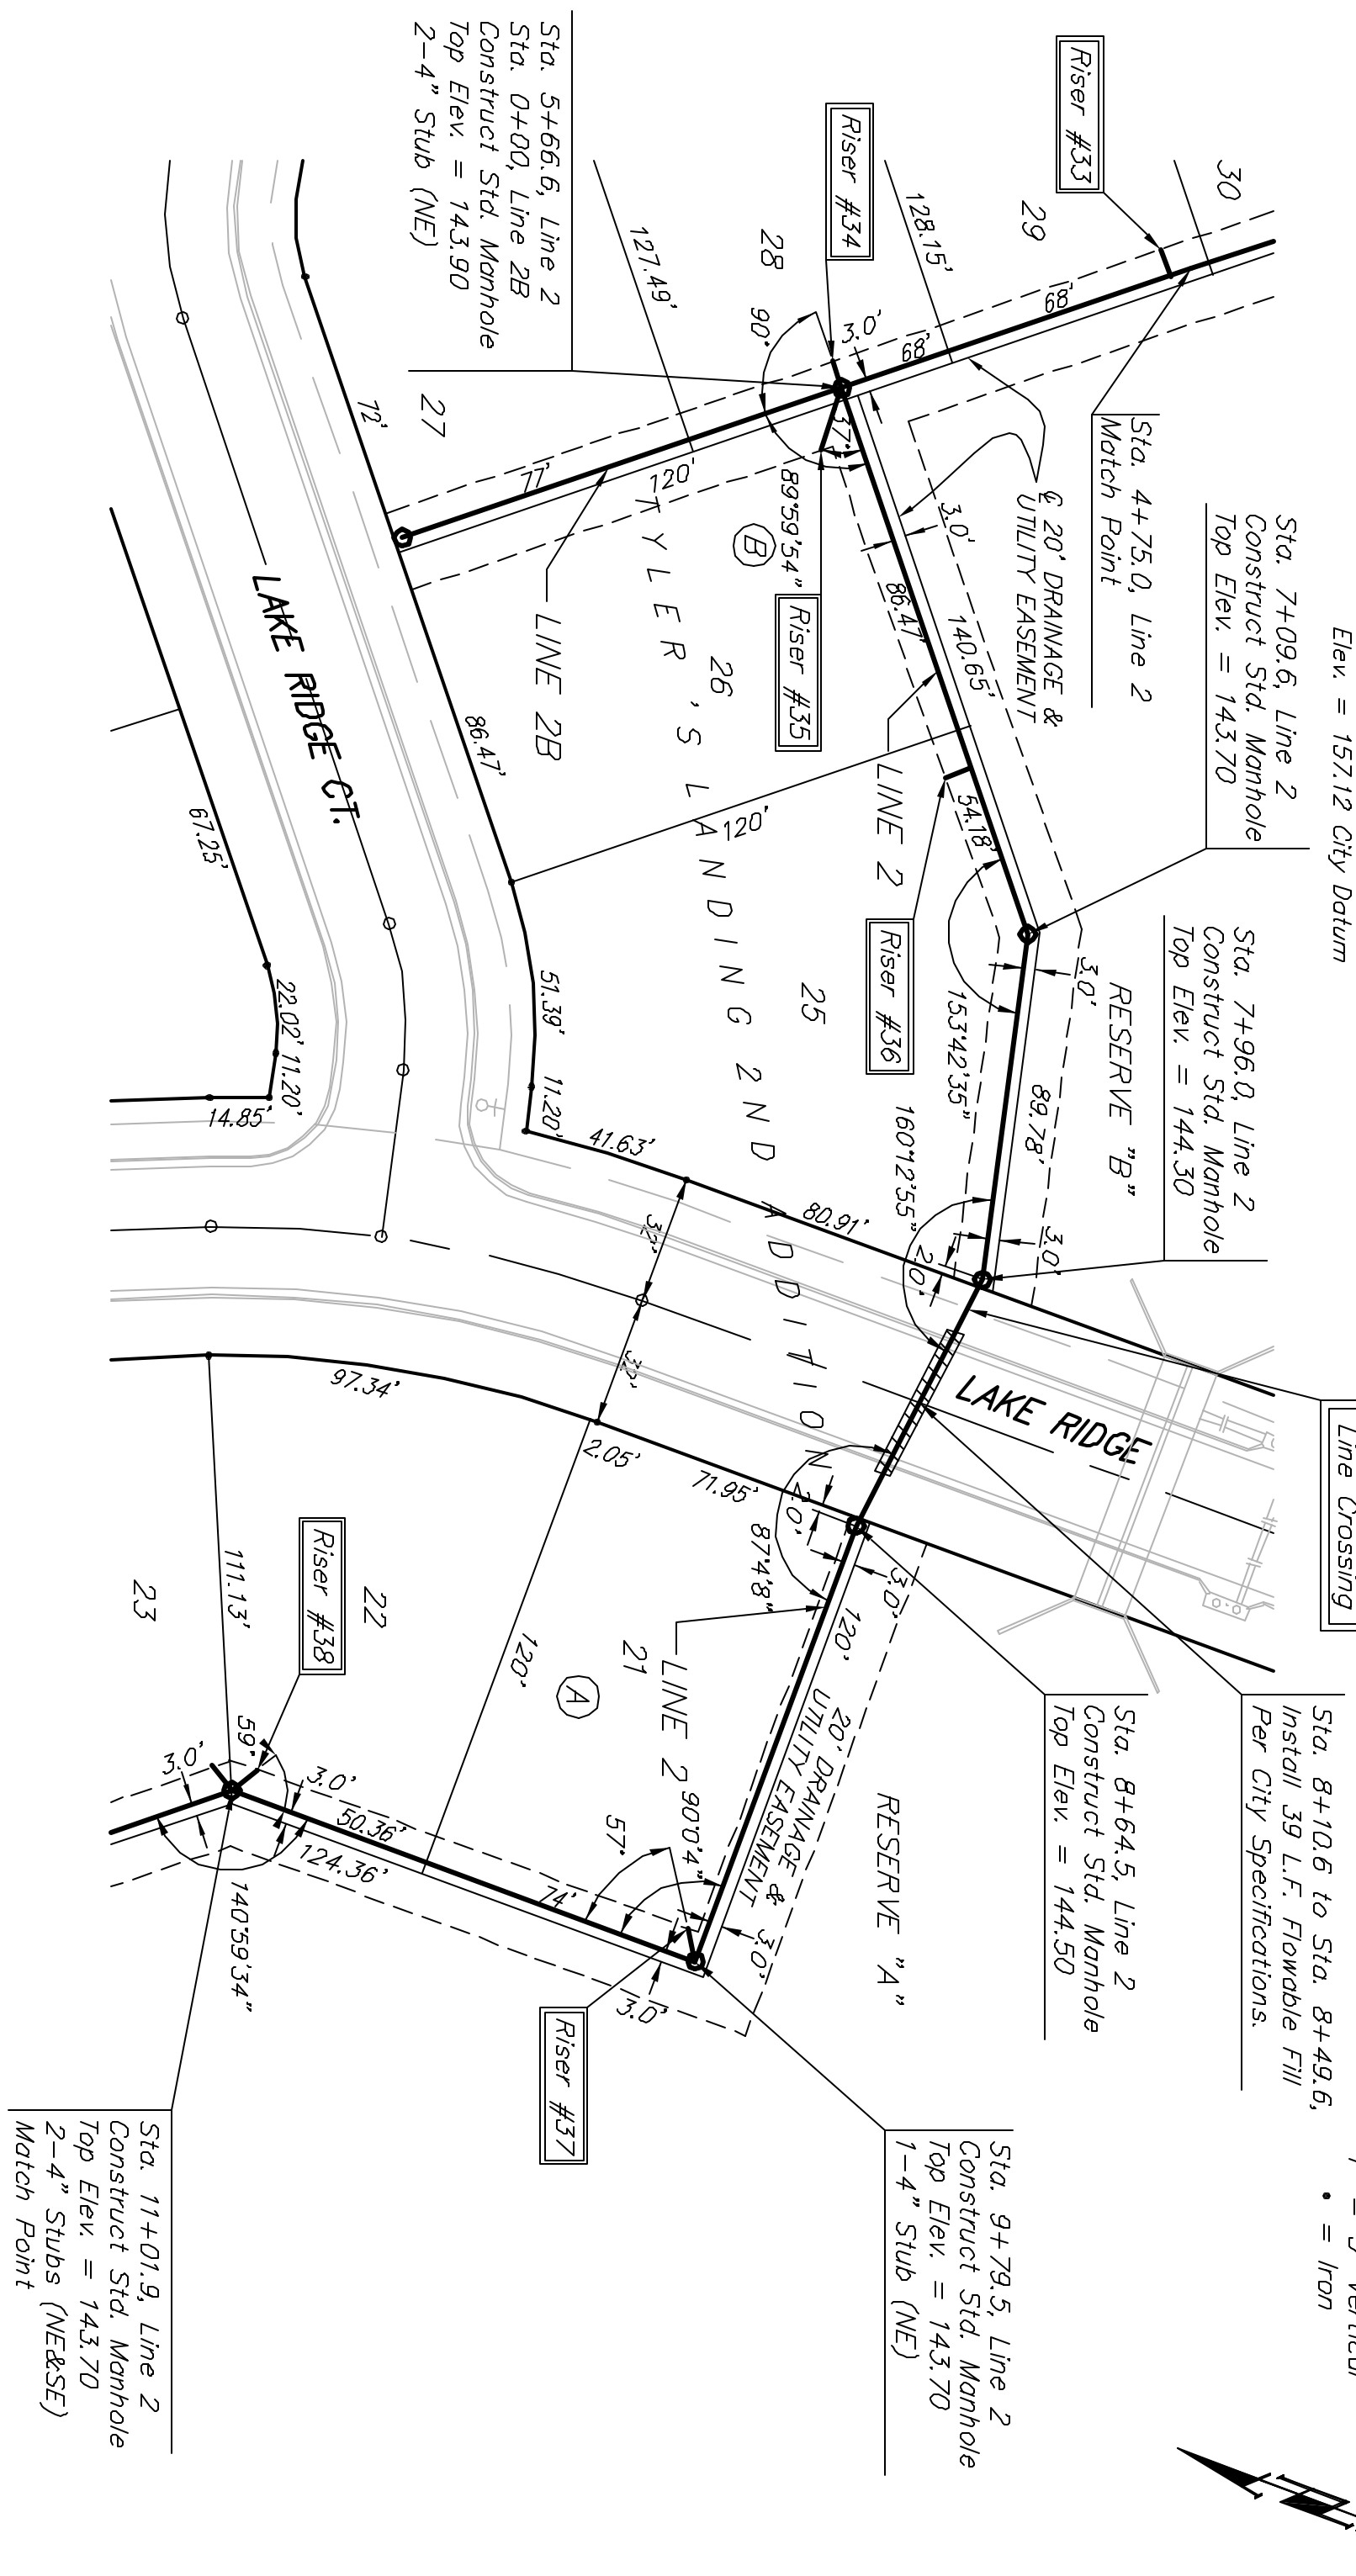 Elev. = 157.12 City Datum
• = Iron
Line Crossing
Sta. 5+66.6, Line 2
Sta. 0+00, Line 2B
Construct Std. Manhole
Top Elev. = 143.90
2-4" Stub (NE)
Riser #33
Riser #34
30
29
28
27
128.15'
127.49'
68'
68'
3.0'
90°
37°
89°59'54"
72'
77'
120'
LINE 2B
Riser #35
B
26
Sta. 4+75.0, Line 2
Match Point
℄ 20' DRAINAGE &
UTILITY EASEMENT
Sta. 7+09.6, Line 2
Construct Std. Manhole
Top Elev. = 143.70
3.0'
86.47'
140.65'
LINE 2
54.18'
Riser #36
120'
86.47'
LAKE RIDGE CT.
67.25'
TYLER'S LANDING 2ND ADDITION
Sta. 7+96.0, Line 2
Construct Std. Manhole
Top Elev. = 144.30
RESERVE "B"
3.0'
153°42'35"
89.78'
25
51.39'
11.20'
22.02'
11.20'
14.85'
41.63'
80.91'
160°12'55"
2.0'
3.0'
32'
32'
97.34'
2.05'
71.95'
LAKE RIDGE
2.0'
87°4'8"
3.0'
120'
20' DRAINAGE &
UTILITY EASEMENT
LINE 2
21
A
22
23
111.13'
120'
Riser #38
59°
3.0'
3.0'
50.36'
124.36'
74'
57°
90°0'4"
3.0'
3.0'
140°59'34"
Riser #37
RESERVE "A"
Sta. 8+10.6 to Sta. 8+49.6,
Install 39 L.F. Flowable Fill
Per City Specifications.
Sta. 8+64.5, Line 2
Construct Std. Manhole
Top Elev. = 144.50
Sta. 9+79.5, Line 2
Construct Std. Manhole
Top Elev. = 143.70
1-4" Stub (NE)
Sta. 11+01.9, Line 2
Construct Std. Manhole
Top Elev. = 143.70
2-4" Stubs (NE&SE)
Match Point